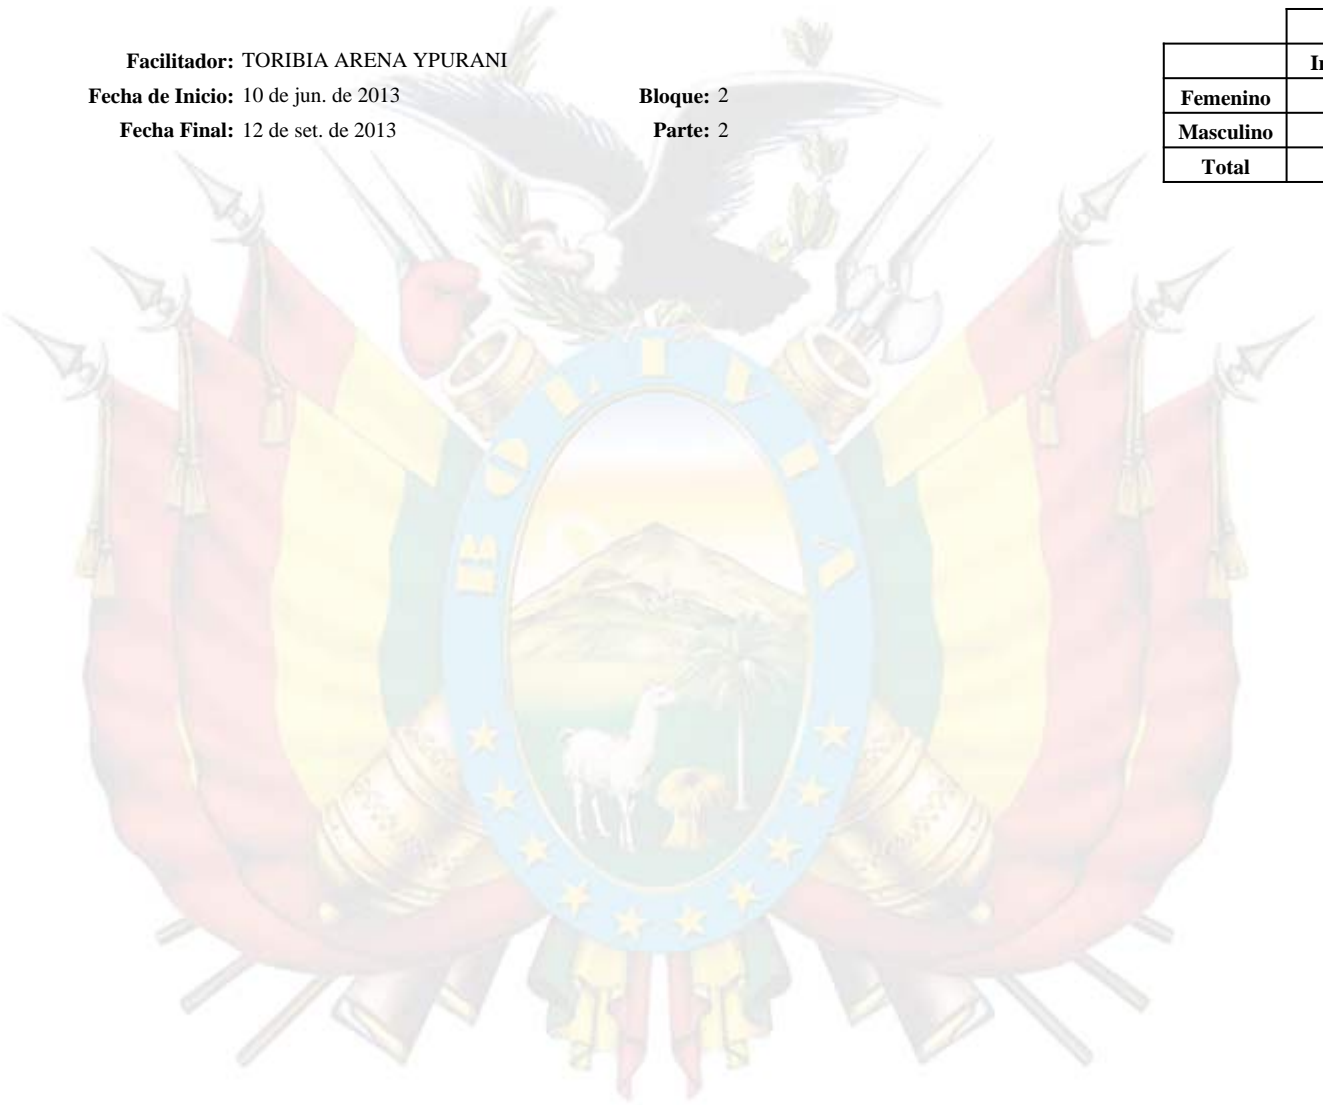 Facilitador: TORIBIA ARENA YPURANI
Fecha de Inicio: 10 de jun. de 2013 Bloque: 2
Fecha Final: 12 de set. de 2013 Parte: 2
Femenino
Masculino
Total
BOLIVIA